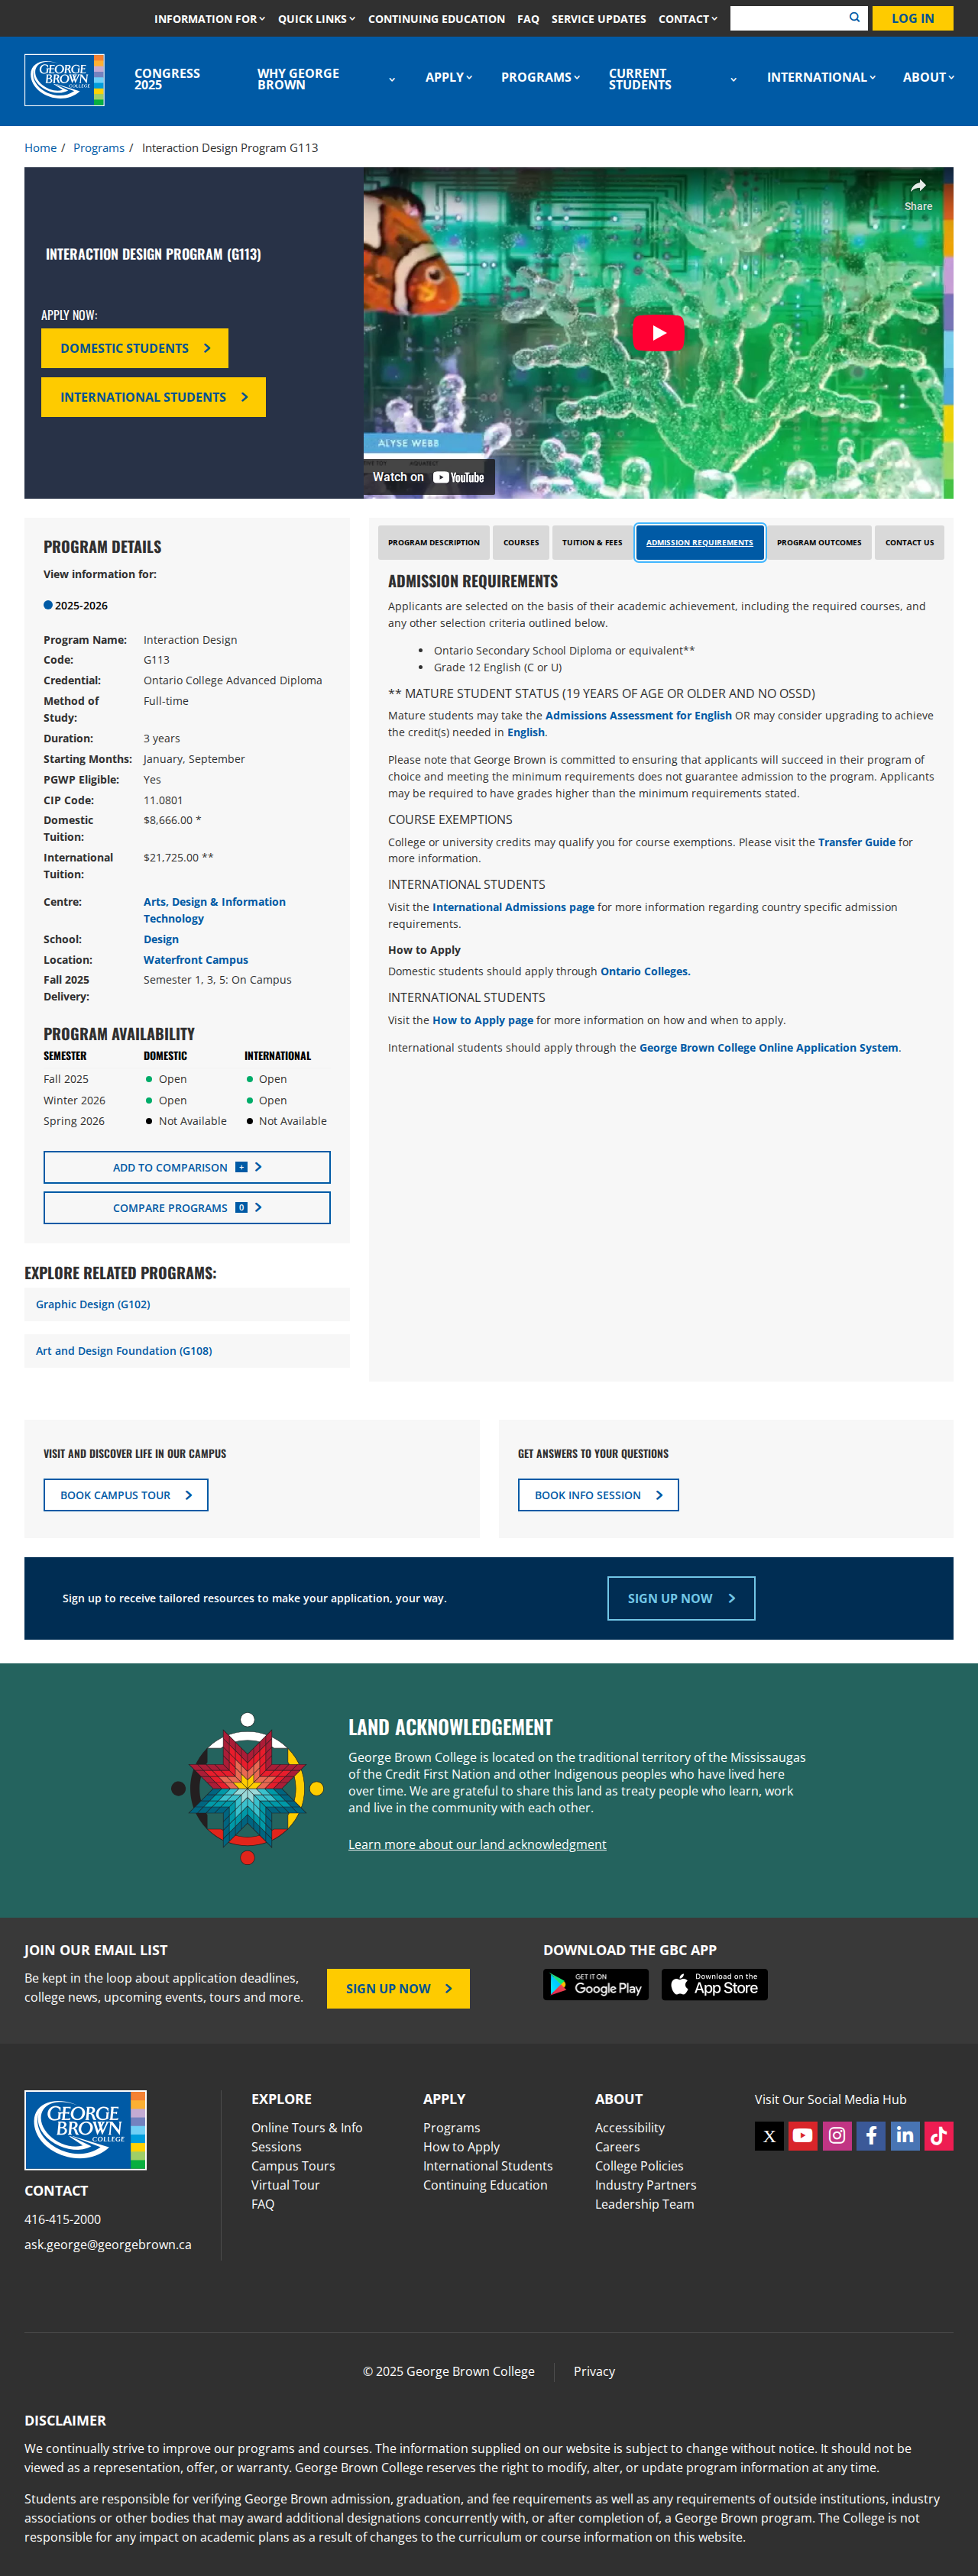 INFORMATION FOR QUICK LINKS CONTINUING EDUCATION FAQ SERVICE UPDATES CONTACT LOG IN
GEORGE BROWN COLLEGE
CONGRESS 2025
WHY GEORGE BROWN
APPLY
PROGRAMS
CURRENT STUDENTS
INTERNATIONAL
ABOUT
Home / Programs / Interaction Design Program G113
INTERACTION DESIGN PROGRAM (G113)
APPLY NOW:
DOMESTIC STUDENTS
INTERNATIONAL STUDENTS
Share
ALYSE WEBB
Watch on YouTube
PROGRAM DETAILS
View information for:
2025-2026
Program Name: Interaction Design
Code: G113
Credential: Ontario College Advanced Diploma
Method of Study: Full-time
Duration: 3 years
Starting Months: January, September
PGWP Eligible: Yes
CIP Code: 11.0801
Domestic Tuition: $8,666.00 *
International Tuition: $21,725.00 **
Centre: Arts, Design & Information Technology
School: Design
Location: Waterfront Campus
Fall 2025 Delivery: Semester 1, 3, 5: On Campus
PROGRAM AVAILABILITY
SEMESTER DOMESTIC INTERNATIONAL
Fall 2025 Open Open
Winter 2026 Open Open
Spring 2026 Not Available Not Available
ADD TO COMPARISON +
COMPARE PROGRAMS 0
EXPLORE RELATED PROGRAMS:
Graphic Design (G102)
Art and Design Foundation (G108)
PROGRAM DESCRIPTION COURSES TUITION & FEES ADMISSION REQUIREMENTS PROGRAM OUTCOMES CONTACT US
ADMISSION REQUIREMENTS
Applicants are selected on the basis of their academic achievement, including the required courses, and
any other selection criteria outlined below.
• Ontario Secondary School Diploma or equivalent**
• Grade 12 English (C or U)
** MATURE STUDENT STATUS (19 YEARS OF AGE OR OLDER AND NO OSSD)
Mature students may take the Admissions Assessment for English OR may consider upgrading to achieve
the credit(s) needed in English.
Please note that George Brown is committed to ensuring that applicants will succeed in their program of
choice and meeting the minimum requirements does not guarantee admission to the program. Applicants
may be required to have grades higher than the minimum requirements stated.
COURSE EXEMPTIONS
College or university credits may qualify you for course exemptions. Please visit the Transfer Guide for
more information.
INTERNATIONAL STUDENTS
Visit the International Admissions page for more information regarding country specific admission
requirements.
How to Apply
Domestic students should apply through Ontario Colleges.
INTERNATIONAL STUDENTS
Visit the How to Apply page for more information on how and when to apply.
International students should apply through the George Brown College Online Application System.
VISIT AND DISCOVER LIFE IN OUR CAMPUS
BOOK CAMPUS TOUR
GET ANSWERS TO YOUR QUESTIONS
BOOK INFO SESSION
Sign up to receive tailored resources to make your application, your way.
SIGN UP NOW
LAND ACKNOWLEDGEMENT
George Brown College is located on the traditional territory of the Mississaugas
of the Credit First Nation and other Indigenous peoples who have lived here
over time. We are grateful to share this land as treaty people who learn, work
and live in the community with each other.
Learn more about our land acknowledgment
JOIN OUR EMAIL LIST
Be kept in the loop about application deadlines,
college news, upcoming events, tours and more.
SIGN UP NOW
DOWNLOAD THE GBC APP
GET IT ON Google Play
Download on the App Store
GEORGE BROWN COLLEGE
CONTACT
416-415-2000
ask.george@georgebrown.ca
EXPLORE
Online Tours & Info
Sessions
Campus Tours
Virtual Tour
FAQ
APPLY
Programs
How to Apply
International Students
Continuing Education
ABOUT
Accessibility
Careers
College Policies
Industry Partners
Leadership Team
Visit Our Social Media Hub
© 2025 George Brown College
Privacy
DISCLAIMER
We continually strive to improve our programs and courses. The information supplied on our website is subject to change without notice. It should not be
viewed as a representation, offer, or warranty. George Brown College reserves the right to modify, alter, or update program information at any time.
Students are responsible for verifying George Brown admission, graduation, and fee requirements as well as any requirements of outside institutions, industry
associations or other bodies that may award additional designations concurrently with, or after completion of, a George Brown program. The College is not
responsible for any impact on academic plans as a result of changes to the curriculum or course information on this website.